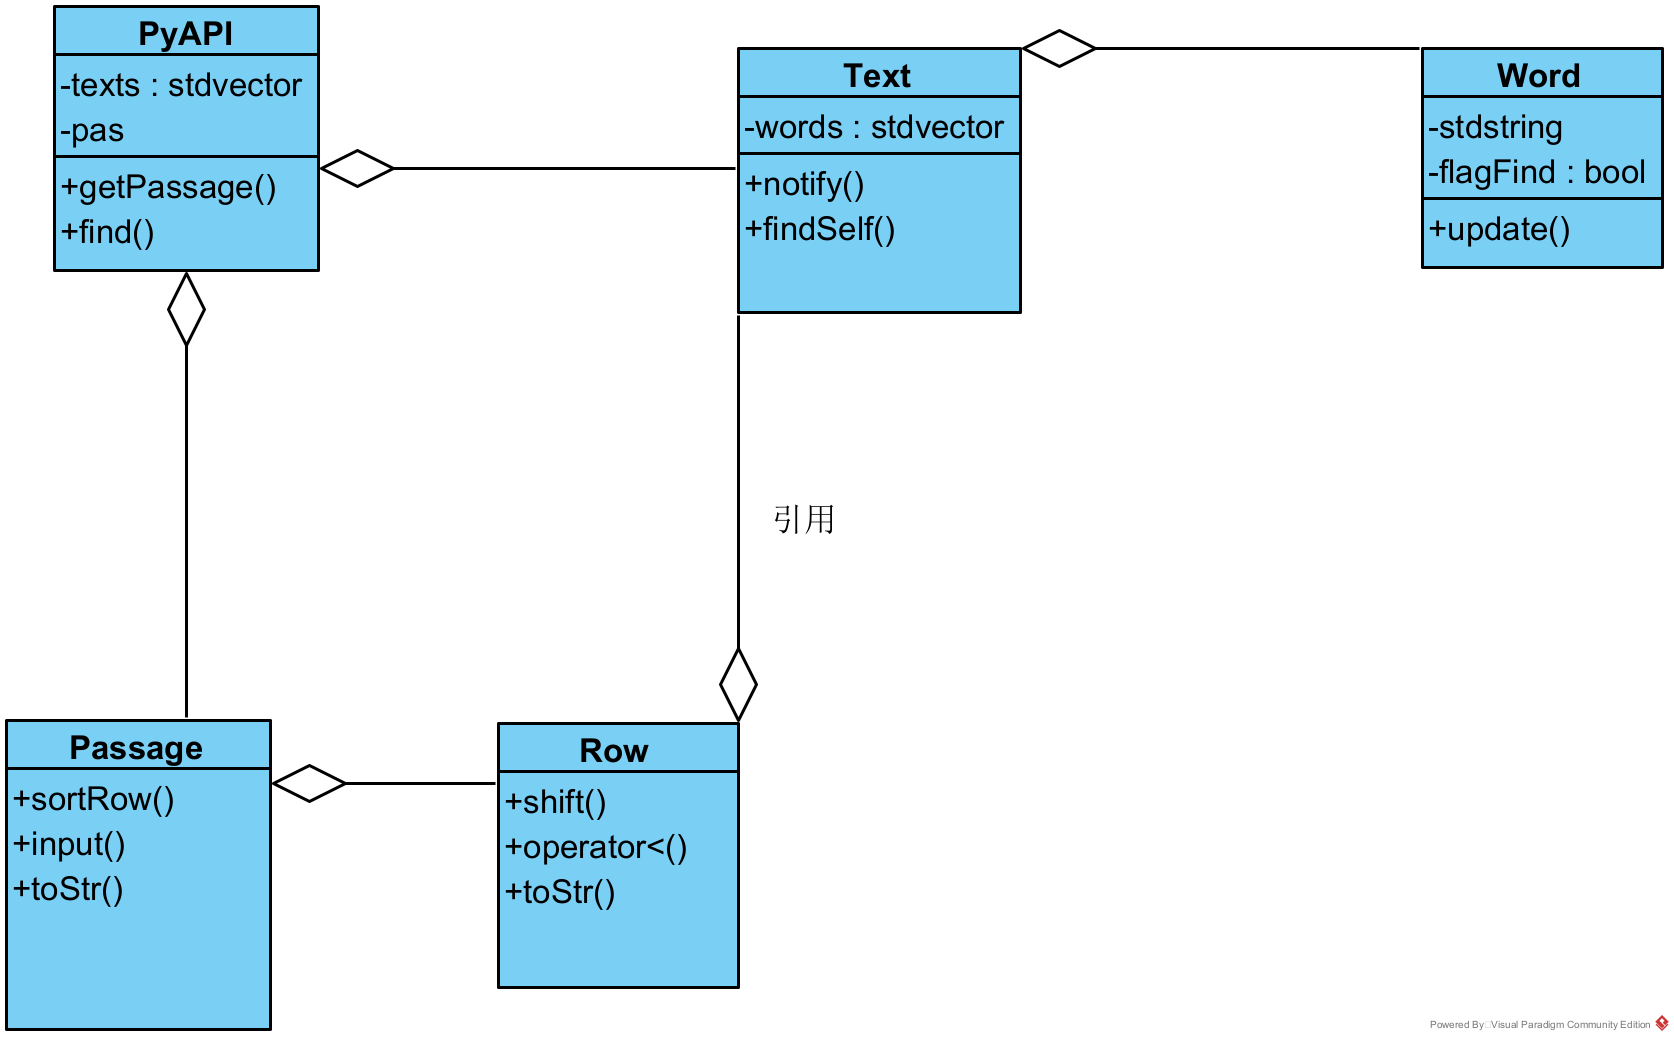 PyAPI
-texts : stdvector
-pas
+getPassage()
+find()
Text
-words : stdvector
+notify()
+findSelf()
Word
-stdstring
-flagFind : bool
+update()
引用
Passage
+sortRow()
+input()
+toStr()
Row
+shift()
+operator<()
+toStr()
Powered By Visual Paradigm Community Edition